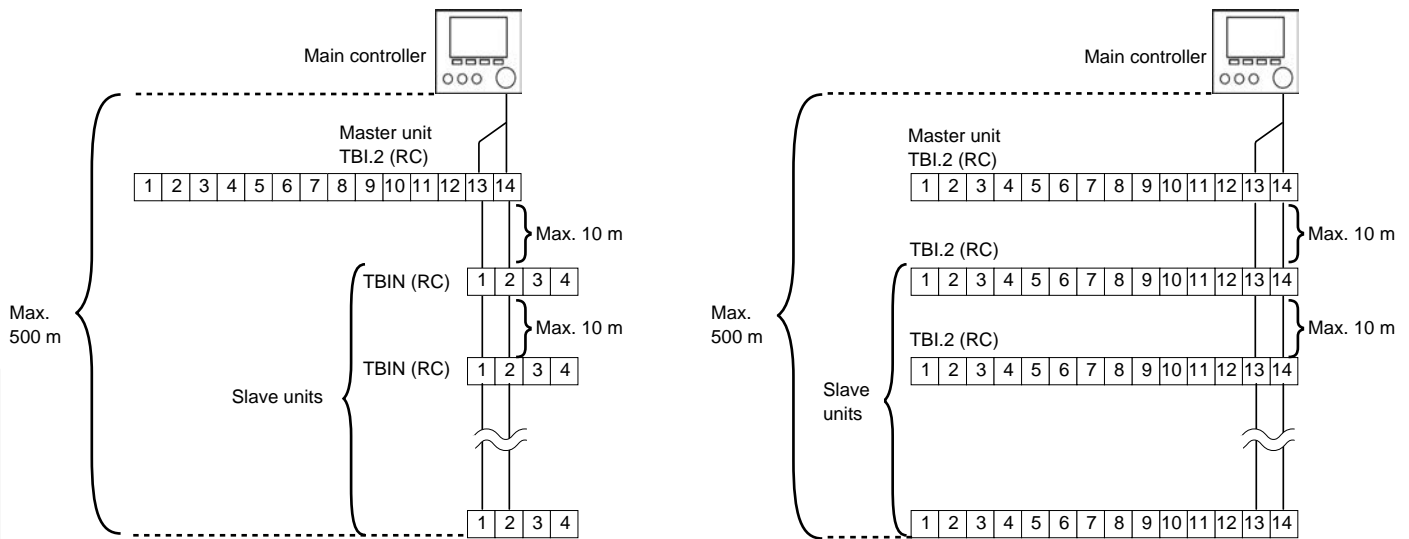 Main controller
Master unit
TBI.2 (RC)
1 2 3 4 5 6 7 8 9 10 11 12 13 14
Max. 10 m
TBIN (RC)
1 2 3 4
Max. 10 m
TBIN (RC)
1 2 3 4
Max.
500 m
Slave units
1 2 3 4
Main controller
Master unit
TBI.2 (RC)
1 2 3 4 5 6 7 8 9 10 11 12 13 14
Max. 10 m
TBI.2 (RC)
1 2 3 4 5 6 7 8 9 10 11 12 13 14
Max. 10 m
TBI.2 (RC)
1 2 3 4 5 6 7 8 9 10 11 12 13 14
Max.
500 m
Slave
units
1 2 3 4 5 6 7 8 9 10 11 12 13 14